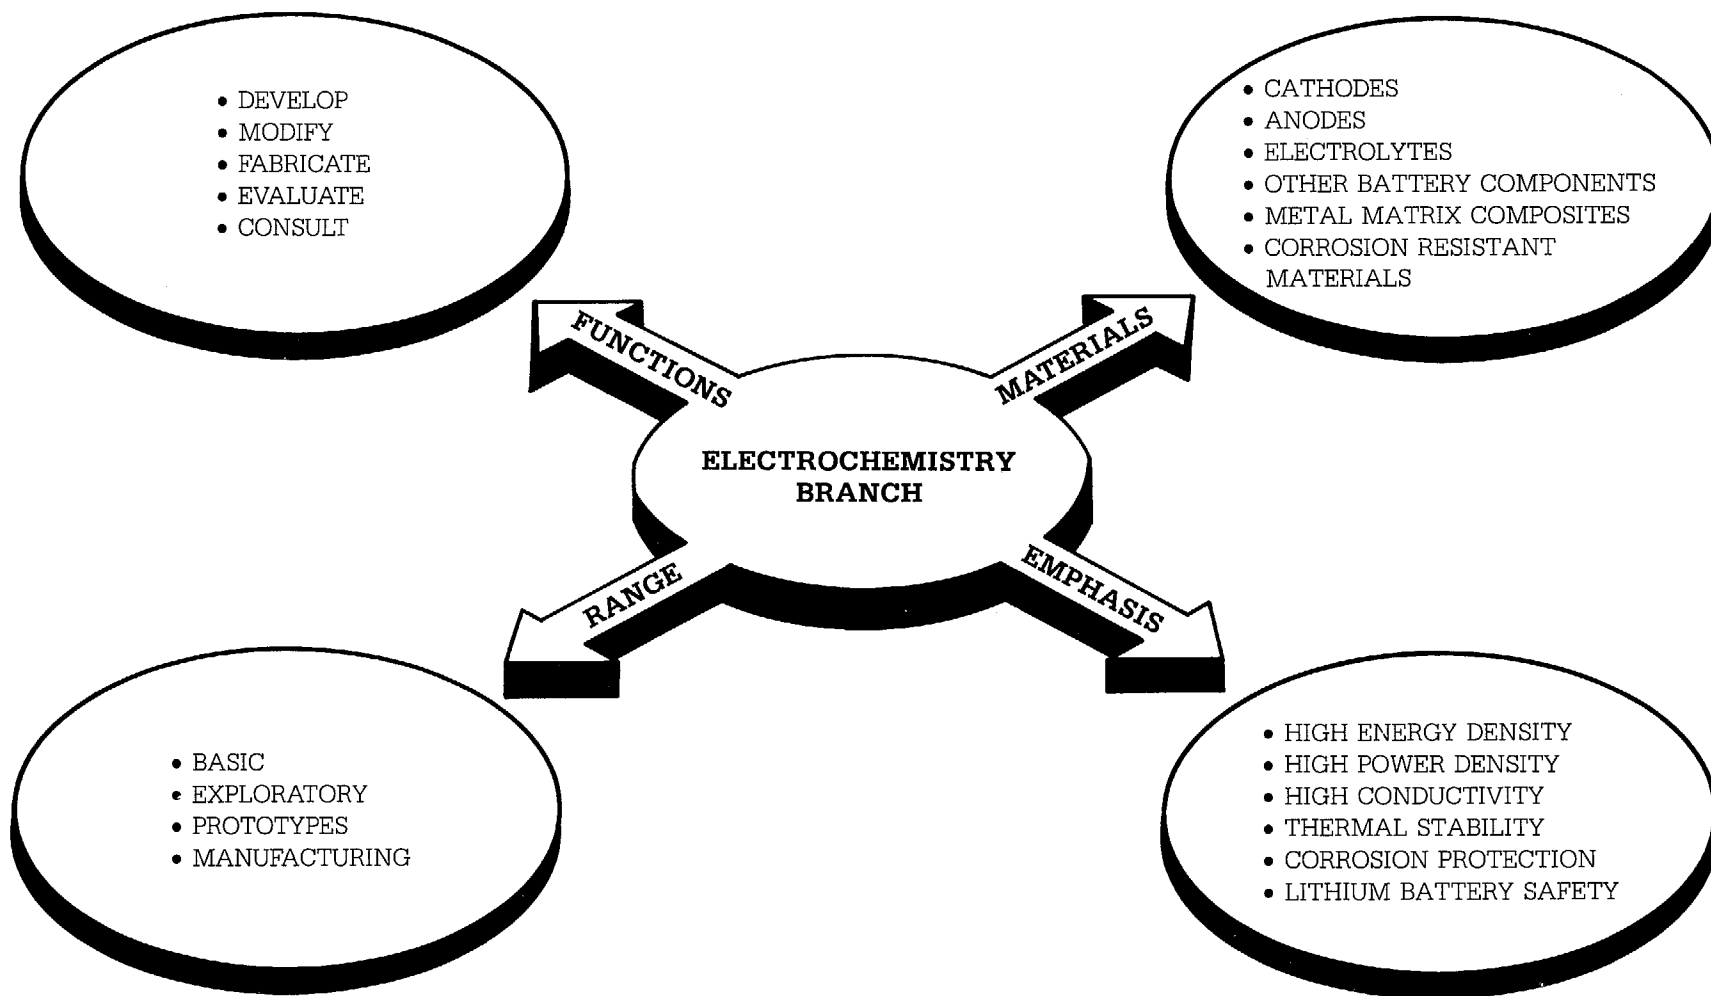 • DEVELOP
• MODIFY
• FABRICATE
• EVALUATE
• CONSULT
• CATHODES
• ANODES
• ELECTROLYTES
• OTHER BATTERY COMPONENTS
• METAL MATRIX COMPOSITES
• CORROSION RESISTANT
MATERIALS
FUNCTIONS
MATERIALS
ELECTROCHEMISTRY
BRANCH
RANGE
EMPHASIS
• BASIC
• EXPLORATORY
• PROTOTYPES
• MANUFACTURING
• HIGH ENERGY DENSITY
• HIGH POWER DENSITY
• HIGH CONDUCTIVITY
• THERMAL STABILITY
• CORROSION PROTECTION
• LITHIUM BATTERY SAFETY